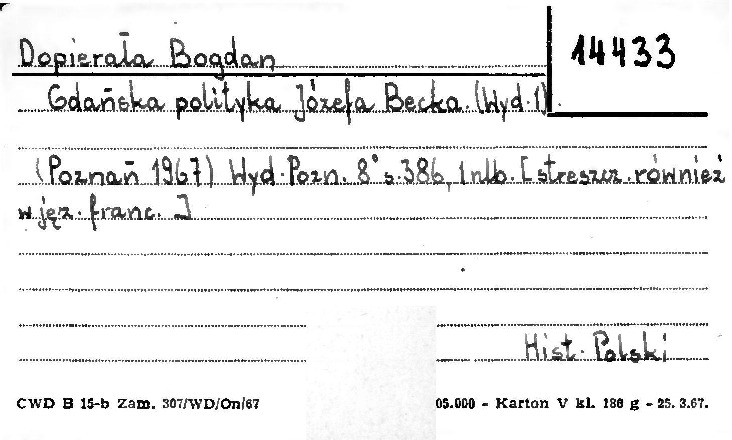 Dopierała Bogdan
14433
Gdańska polityka Józefa Becka. (Wyd. 1).
(Poznań 1967) Wyd. Pozn. 8° s. 386, 1 nlb. [streszcz. również
w jęz. franc. ]
Hist. Polski
CWD B 15-b Zam. 307/WD/On/67 05.000 - Karton V kl. 180 g - 25. 3.67.